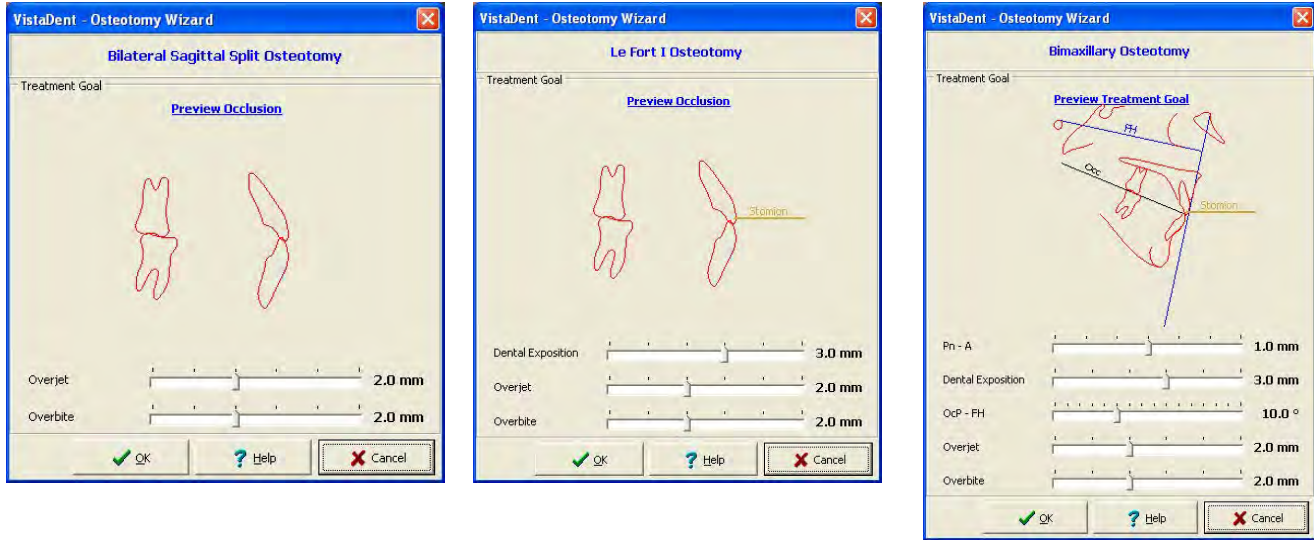 VistaDent - Osteotomy Wizard
Bilateral Sagittal Split Osteotomy
Treatment Goal
Preview Occlusion
Overjet 2.0 mm
Overbite 2.0 mm
OK Help Cancel
VistaDent - Osteotomy Wizard
Le Fort I Osteotomy
Treatment Goal
Preview Occlusion
Stomion
Dental Exposition 3.0 mm
Overjet 2.0 mm
Overbite 2.0 mm
OK Help Cancel
VistaDent - Osteotomy Wizard
Bimaxillary Osteotomy
Treatment Goal
Preview Treatment Goal
FH
Occ
Stomion
Pn - A 1.0 mm
Dental Exposition 3.0 mm
OcP - FH 10.0 °
Overjet 2.0 mm
Overbite 2.0 mm
OK Help Cancel